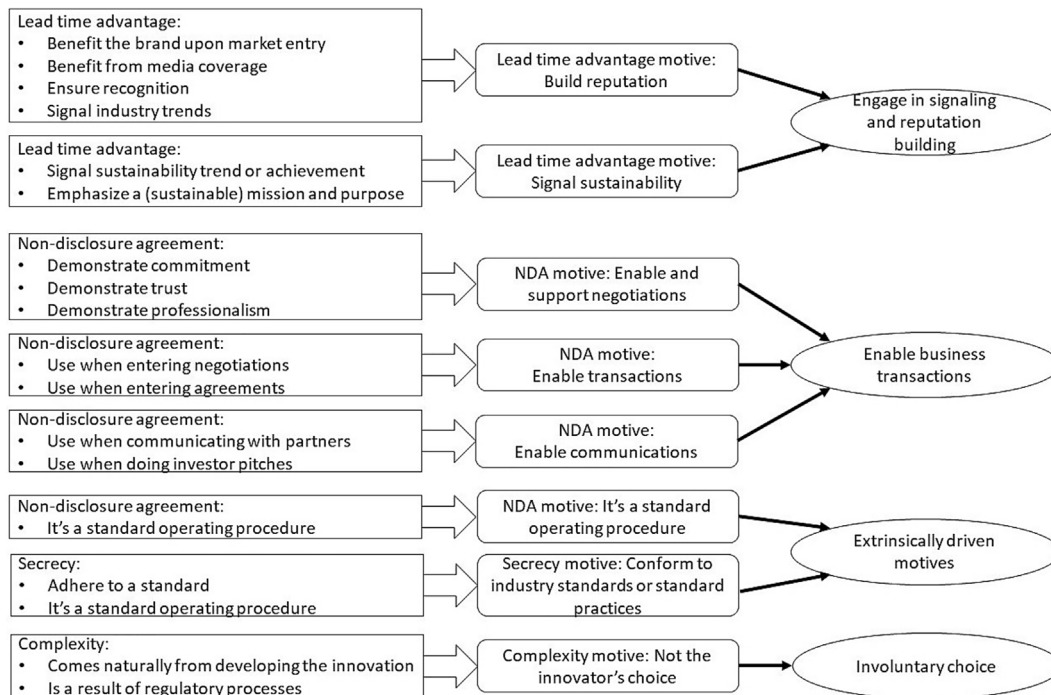 Lead time advantage:
• Benefit the brand upon market entry
• Benefit from media coverage
• Ensure recognition
• Signal industry trends
Lead time advantage motive:
Build reputation
Engage in signaling
and reputation
building
Lead time advantage:
• Signal sustainability trend or achievement
• Emphasize a (sustainable) mission and purpose
Lead time advantage motive:
Signal sustainability
Non-disclosure agreement:
• Demonstrate commitment
• Demonstrate trust
• Demonstrate professionalism
NDA motive: Enable and
support negotiations
Non-disclosure agreement:
• Use when entering negotiations
• Use when entering agreements
NDA motive:
Enable transactions
Enable business
transactions
Non-disclosure agreement:
• Use when communicating with partners
• Use when doing investor pitches
NDA motive:
Enable communications
Non-disclosure agreement:
• It’s a standard operating procedure
NDA motive: It’s a standard
operating procedure
Extrinsically driven
motives
Secrecy:
• Adhere to a standard
• It’s a standard operating procedure
Secrecy motive: Conform to
industry standards or standard
practices
Complexity:
• Comes naturally from developing the innovation
• Is a result of regulatory processes
Complexity motive: Not the
innovator’s choice
Involuntary choice